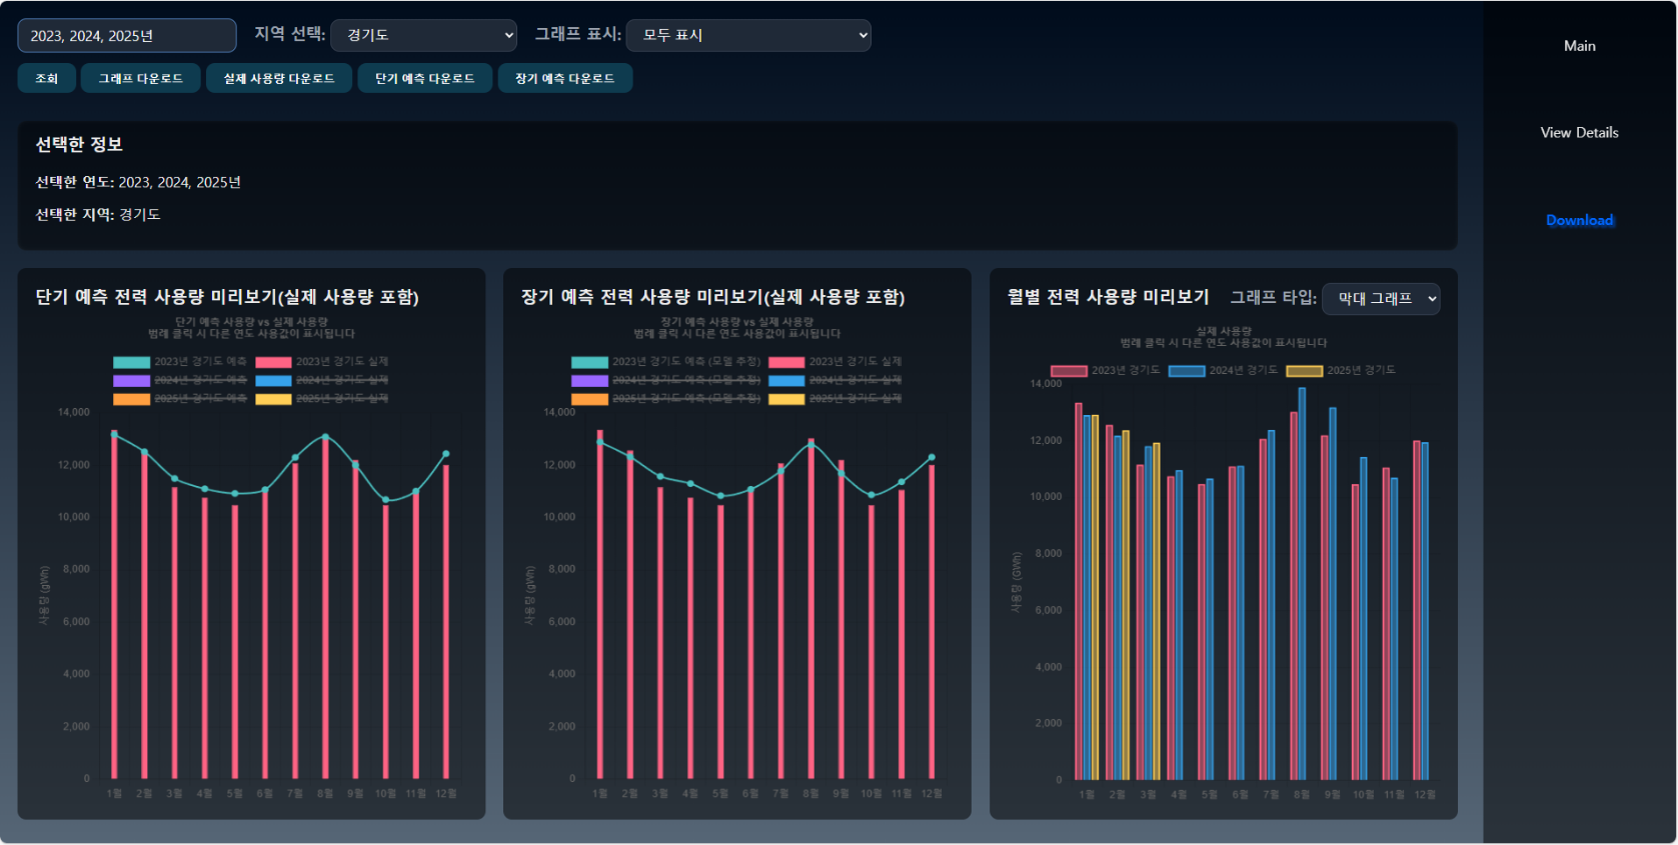 2023, 2024, 2025년 지역 선택: 경기도 그래프 표시: 모두 표시
조회 그래프 다운로드 실제 사용량 다운로드 단기 예측 다운로드 장기 예측 다운로드
Main
View Details
Download
선택한 정보
선택한 연도: 2023, 2024, 2025년
선택한 지역: 경기도
단기 예측 전력 사용량 미리보기(실제 사용량 포함)
단기 예측 사용량 vs 실제 사용량
범례 클릭 시 다른 연도 사용값이 표시됩니다
2023년 경기도 예측 2023년 경기도 실제
2024년 경기도 예측 2024년 경기도 실제
2025년 경기도 예측 2025년 경기도 실제
14,000
12,000
10,000
8,000
6,000
4,000
2,000
0
사용량 (gWh)
1월 2월 3월 4월 5월 6월 7월 8월 9월 10월 11월 12월
장기 예측 전력 사용량 미리보기(실제 사용량 포함)
장기 예측 사용량 vs 실제 사용량
범례 클릭 시 다른 연도 사용값이 표시됩니다
2023년 경기도 예측 (모델 추정) 2023년 경기도 실제
2024년 경기도 예측 (모델 추정) 2024년 경기도 실제
2025년 경기도 예측 (모델 추정) 2025년 경기도 실제
14,000
12,000
10,000
8,000
6,000
4,000
2,000
0
사용량 (gWh)
1월 2월 3월 4월 5월 6월 7월 8월 9월 10월 11월 12월
월별 전력 사용량 미리보기 그래프 타입: 막대 그래프
실제 사용량
범례 클릭 시 다른 연도 사용값이 표시됩니다
2023년 경기도 2024년 경기도 2025년 경기도
14,000
12,000
10,000
8,000
6,000
4,000
2,000
0
사용량 (GWh)
1월 2월 3월 4월 5월 6월 7월 8월 9월 10월 11월 12월